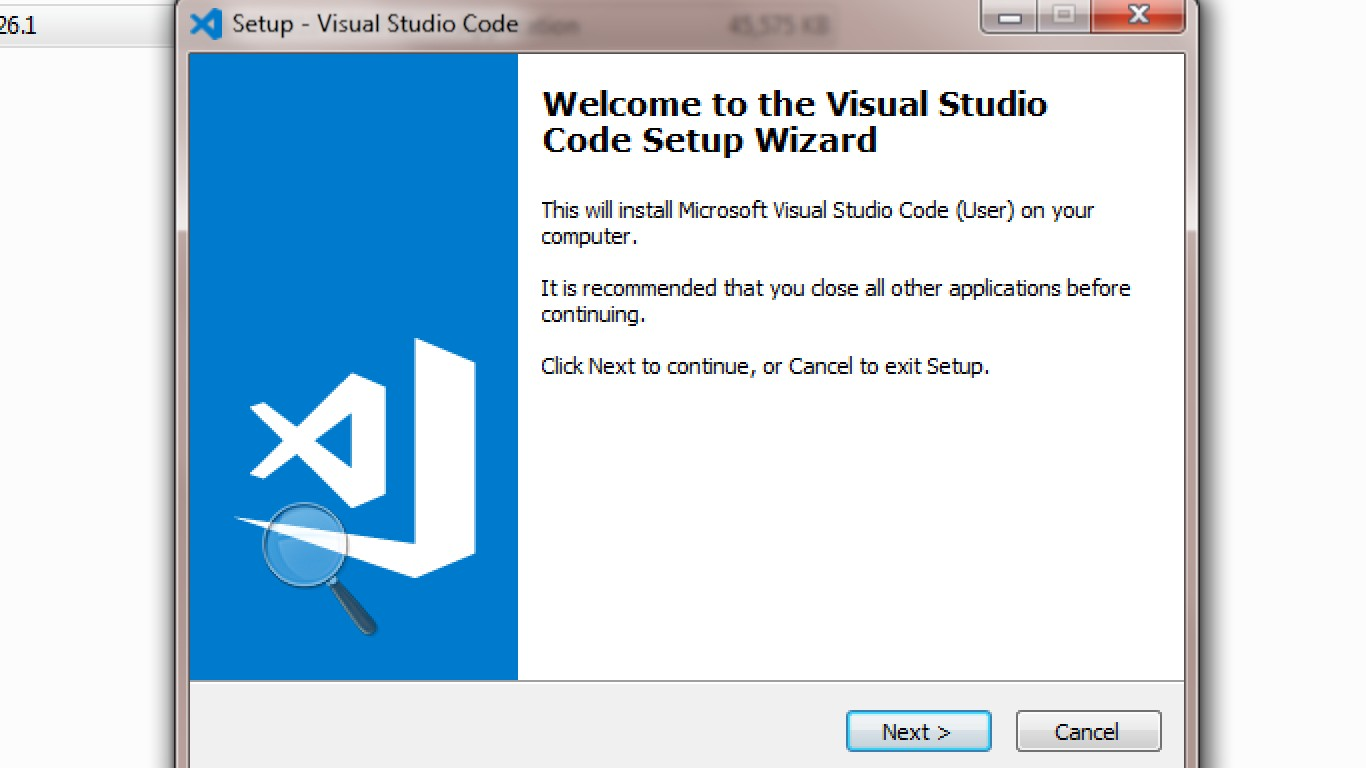 26.1
Setup - Visual Studio Code
45,575 KB
Welcome to the Visual Studio
Code Setup Wizard
This will install Microsoft Visual Studio Code (User) on your
computer.
It is recommended that you close all other applications before
continuing.
Click Next to continue, or Cancel to exit Setup.
Next >
Cancel